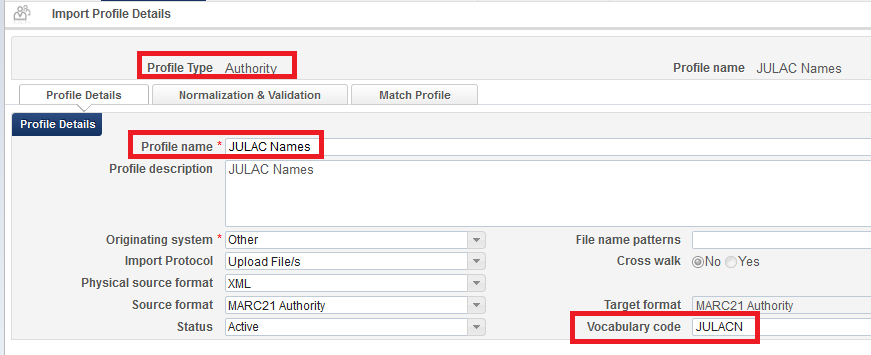 Import Profile Details
Profile Type Authority Profile name JULAC Names
Profile Details Normalization & Validation Match Profile
Profile Details
Profile name * JULAC Names
Profile description JULAC Names
Originating system * Other File name patterns
Import Protocol Upload File/s Cross walk No Yes
Physical source format XML
Source format MARC21 Authority Target format MARC21 Authority
Status Active Vocabulary code JULACN